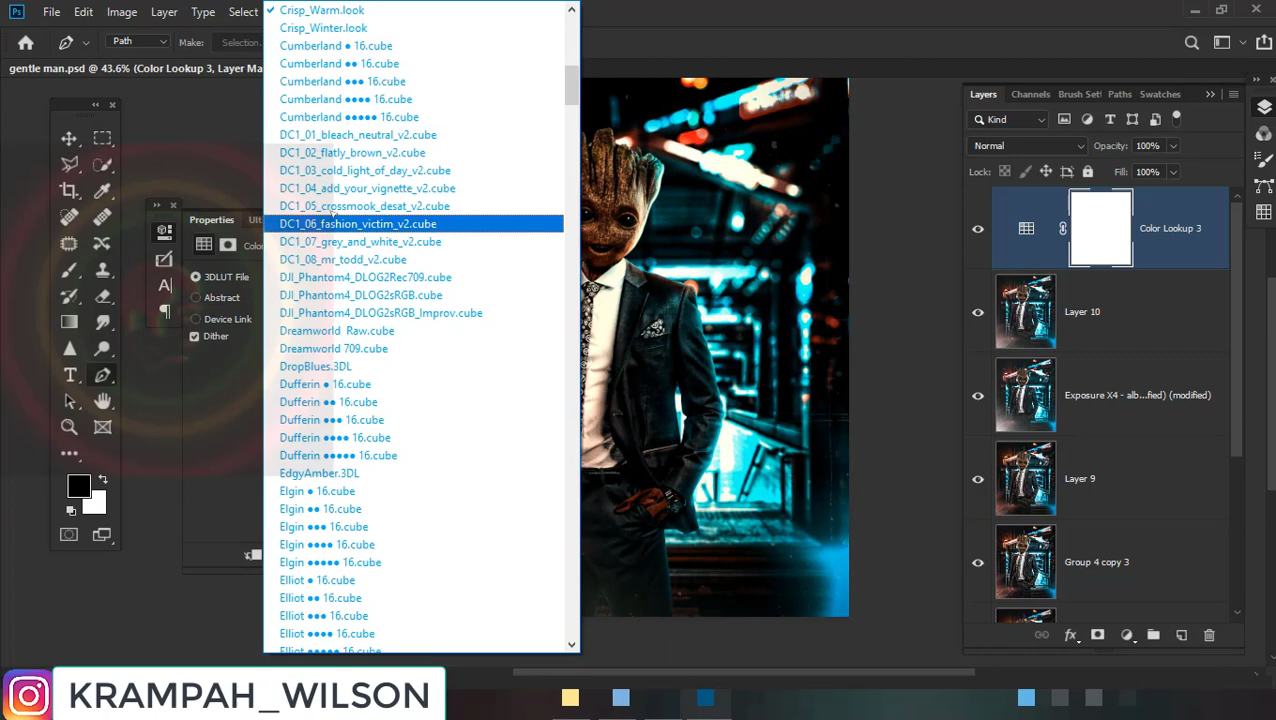 Ps File Edit Image Layer Type Select
Path Make: Selection...
gentle man.psd @ 43.6% (Color Lookup 3, Layer Ma
Crisp_Warm.look
Crisp_Winter.look
Cumberland ● 16.cube
Cumberland ●● 16.cube
Cumberland ●●● 16.cube
Cumberland ●●●● 16.cube
Cumberland ●●●●● 16.cube
DC1_01_bleach_neutral_v2.cube
DC1_02_flatly_brown_v2.cube
DC1_03_cold_light_of_day_v2.cube
DC1_04_add_your_vignette_v2.cube
DC1_05_crossmook_desat_v2.cube
DC1_06_fashion_victim_v2.cube
DC1_07_grey_and_white_v2.cube
DC1_08_mr_todd_v2.cube
DJI_Phantom4_DLOG2Rec709.cube
DJI_Phantom4_DLOG2sRGB.cube
DJI_Phantom4_DLOG2sRGB_Improv.cube
Dreamworld Raw.cube
Dreamworld 709.cube
DropBlues.3DL
Dufferin ● 16.cube
Dufferin ●● 16.cube
Dufferin ●●● 16.cube
Dufferin ●●●● 16.cube
Dufferin ●●●●● 16.cube
EdgyAmber.3DL
Elgin ● 16.cube
Elgin ●● 16.cube
Elgin ●●● 16.cube
Elgin ●●●● 16.cube
Elgin ●●●●● 16.cube
Elliot ● 16.cube
Elliot ●● 16.cube
Elliot ●●● 16.cube
Elliot ●●●● 16.cube
Elliot ●●●●● 16.cube
Properties Ult
Colo
3DLUT File
Abstract
Device Link
Dither
Layers Channels Brush Set Paths Swatches
Kind
Normal Opacity: 100%
Lock: Fill: 100%
Color Lookup 3
Layer 10
Exposure X4 - alb...fied) (modified)
Layer 9
Group 4 copy 3
KRAMPAH_WILSON